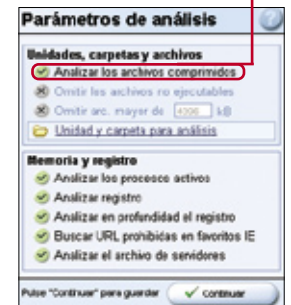 Parámetros de análisis
Unidades, carpetas y archivos
Analizar los archivos comprimidos
Omitir los archivos no ejecutables
Omitir arc. mayor de 4096 kB
Unidad y carpeta para análisis
Memoria y registro
Analizar los procesos activos
Analizar registro
Analizar en profundidad el registro
Buscar URL prohibidas en favoritos IE
Analizar el archivo de servidores
Pulse "Continuar" para guardar
Continuar